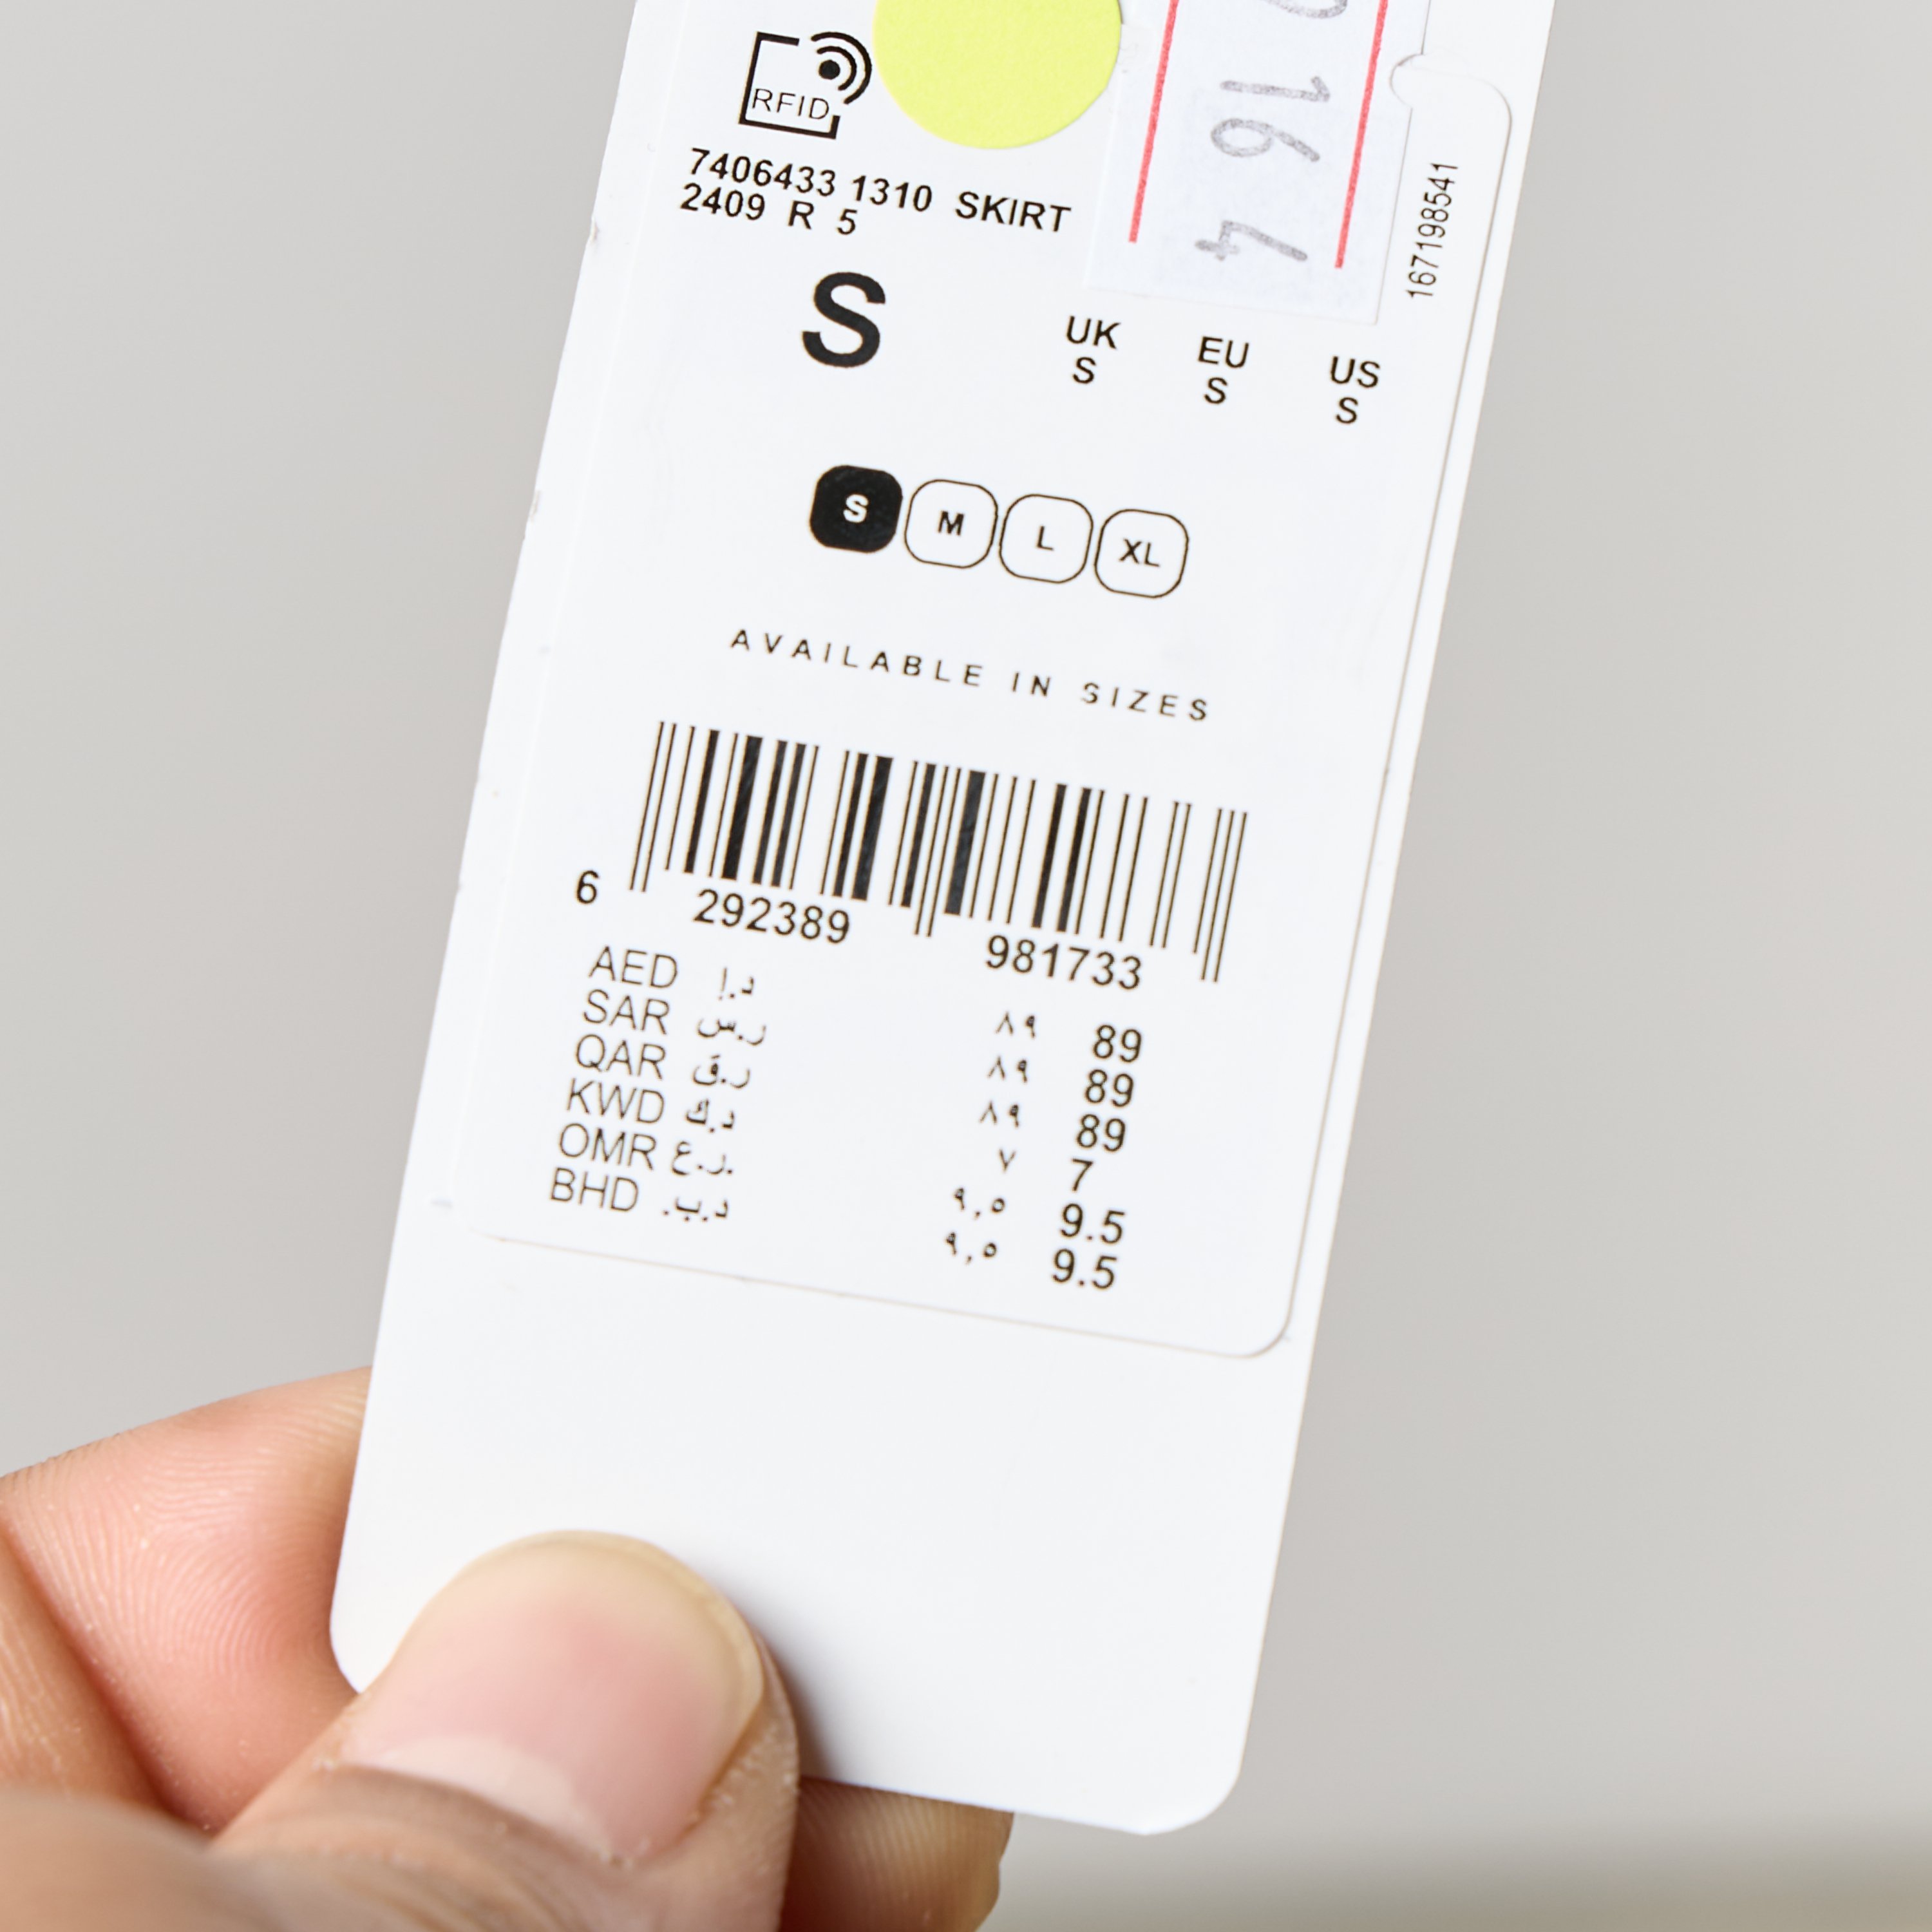 RFID
7406433 1310 SKIRT
2409 R 5
16 4
167198541
S
UK EU US
S S S
S M L XL
AVAILABLE IN SIZES
6 292389 981733
AED د.إ ٨٩ 89
SAR ر.س ٨٩ 89
QAR ر.ق ٨٩ 89
KWD د.ك ٧ 7
OMR ر.ع. ٩,٥ 9.5
BHD د.ب. ٩,٥ 9.5